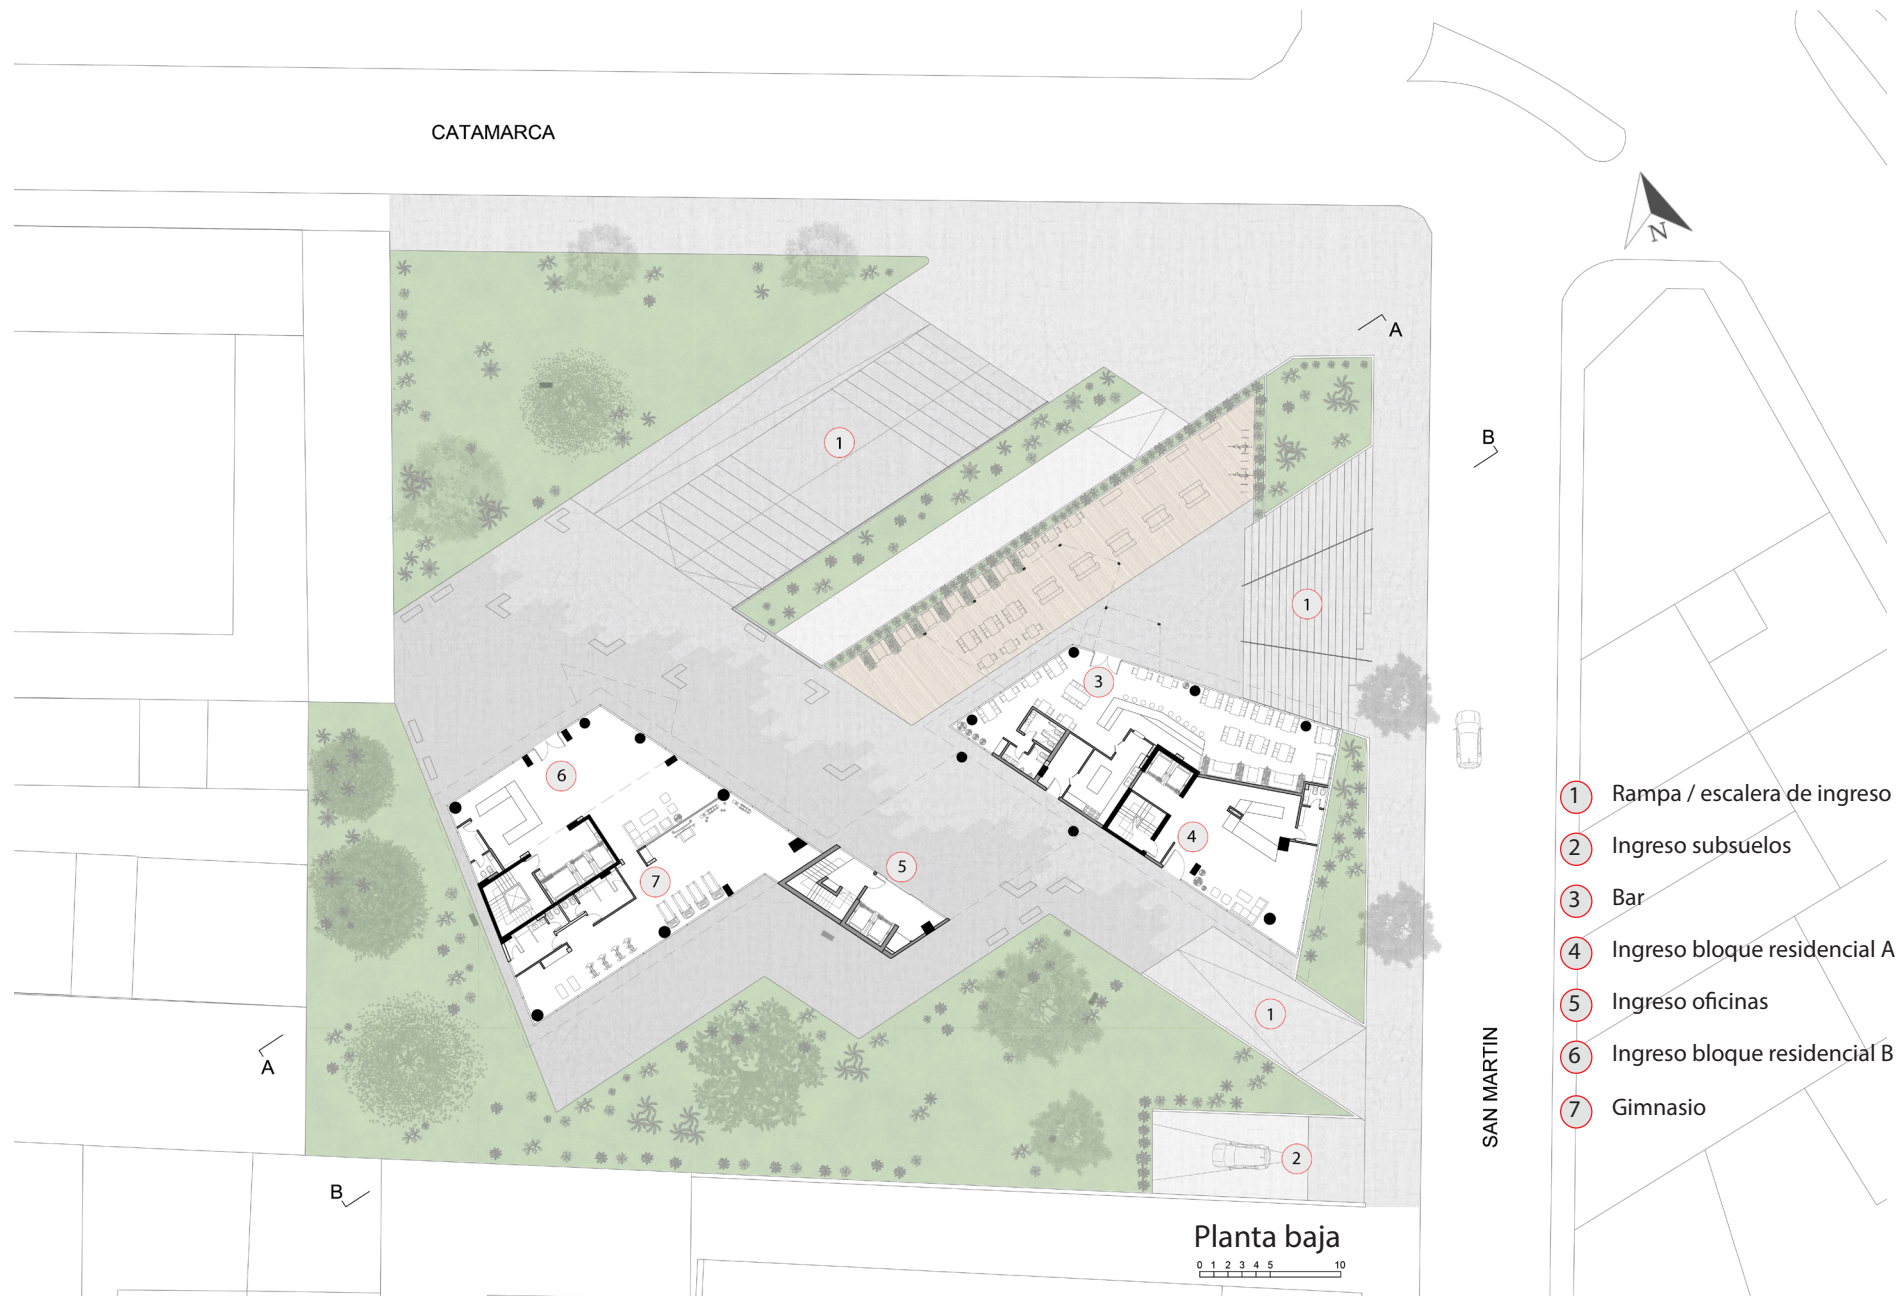 CATAMARCA
N
A
B
1
1
3
6
4
5
7
1
A
2
B
SAN MARTIN
1 Rampa / escalera de ingreso
2 Ingreso subsuelos
3 Bar
4 Ingreso bloque residencial A
5 Ingreso oficinas
6 Ingreso bloque residencial B
7 Gimnasio
Planta baja
0 1 2 3 4 5 10